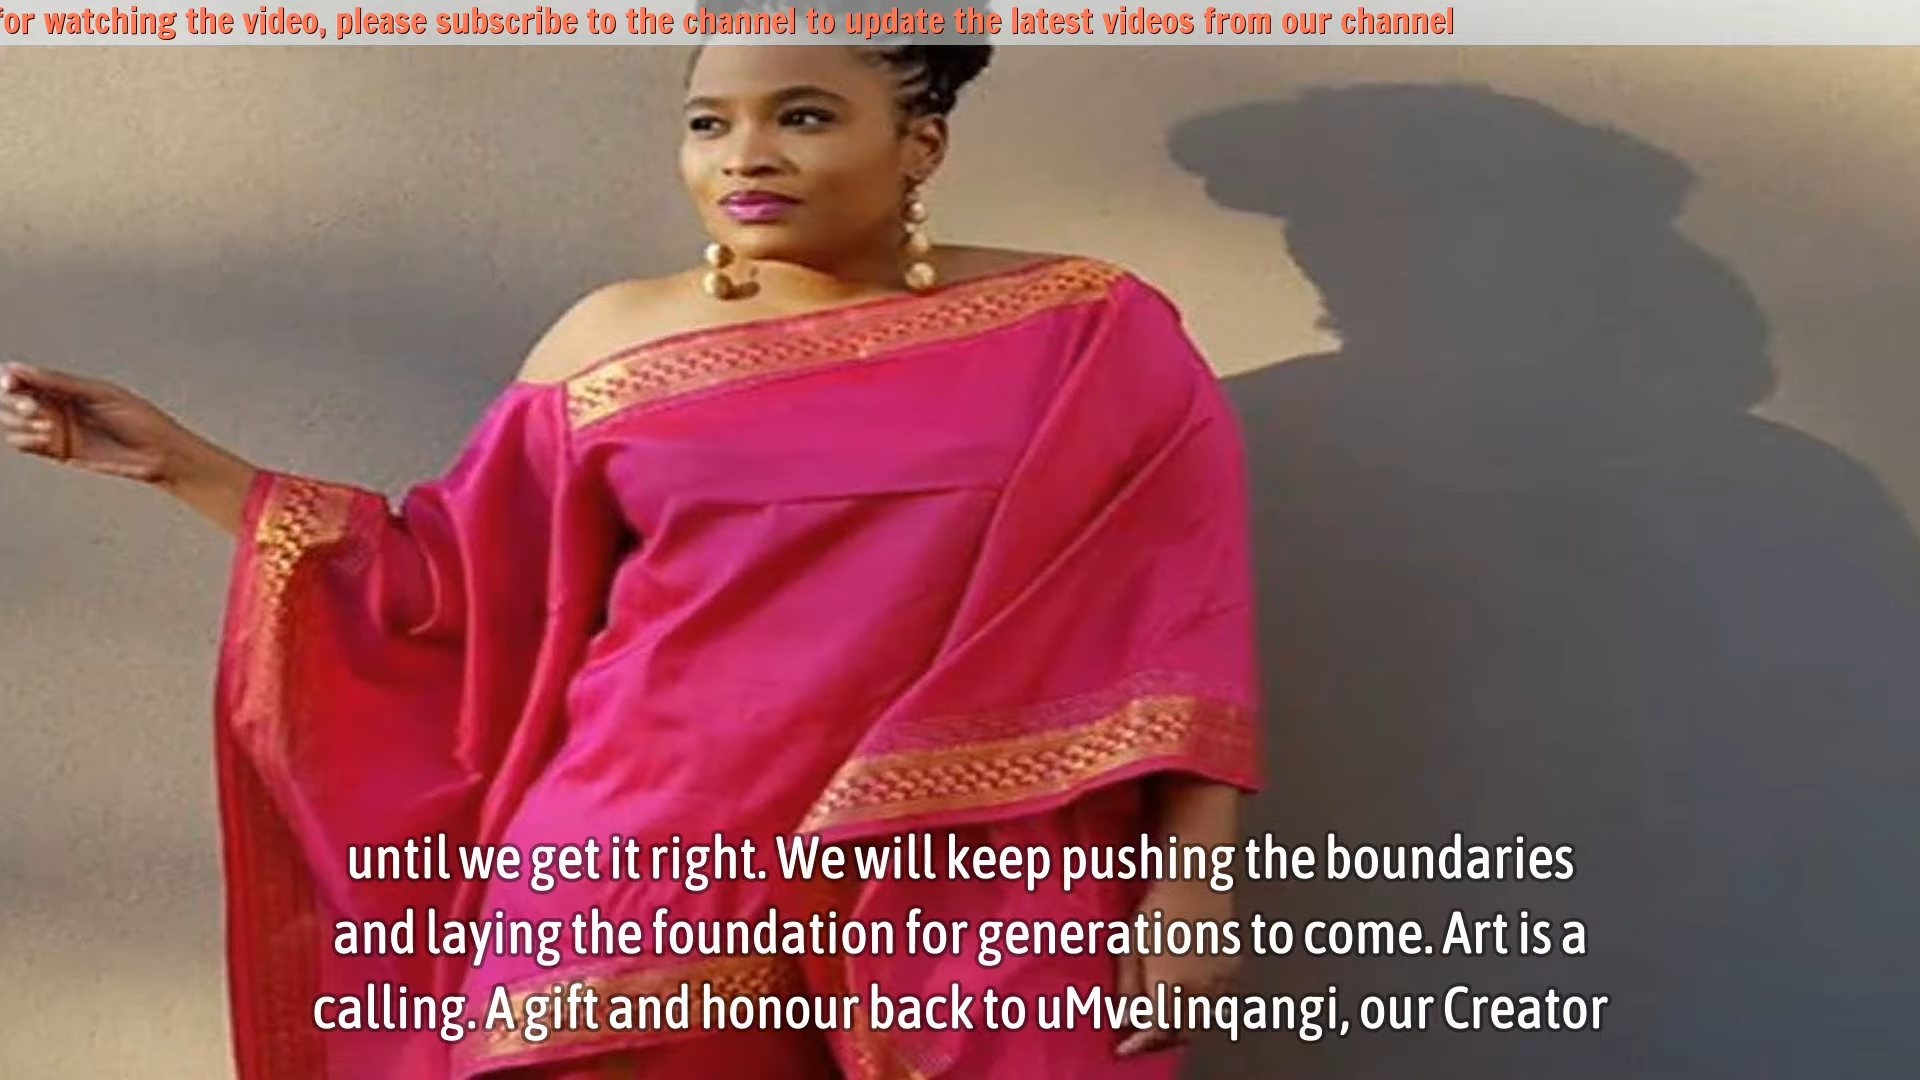 for watching the video, please subscribe to the channel to update the latest videos from our channel
until we get it right. We will keep pushing the boundaries
and laying the foundation for generations to come. Art is a
calling. A gift and honour back to uMvelinqangi, our Creator